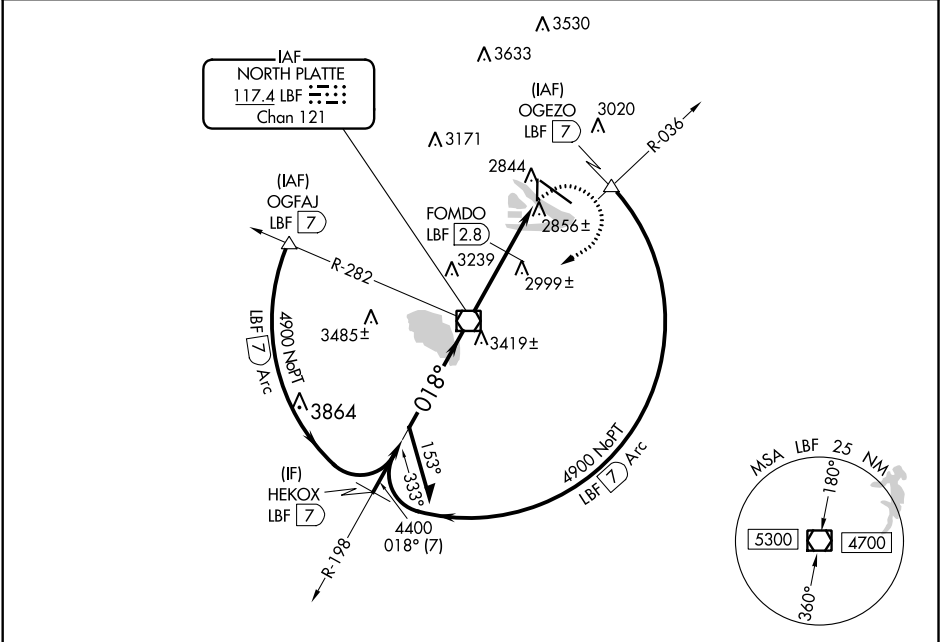 3530
3633
IAF
NORTH PLATTE
117.4 LBF
Chan 121
(IAF)
OGEZO
LBF 7
3020
R-036
3171
2844
(IAF)
OGFAJ
LBF 7
FOMDO
LBF 2.8
2856±
R-282
3239
2999±
3485±
3419±
4900 NoPT
LBF 7 Arc
018°
3864
153°
333°
4900 NoPT
LBF 7 Arc
(IF)
HEKOX
LBF 7
4400
018° (7)
R-198
MSA LBF 25 NM
180°
5300
4700
360°